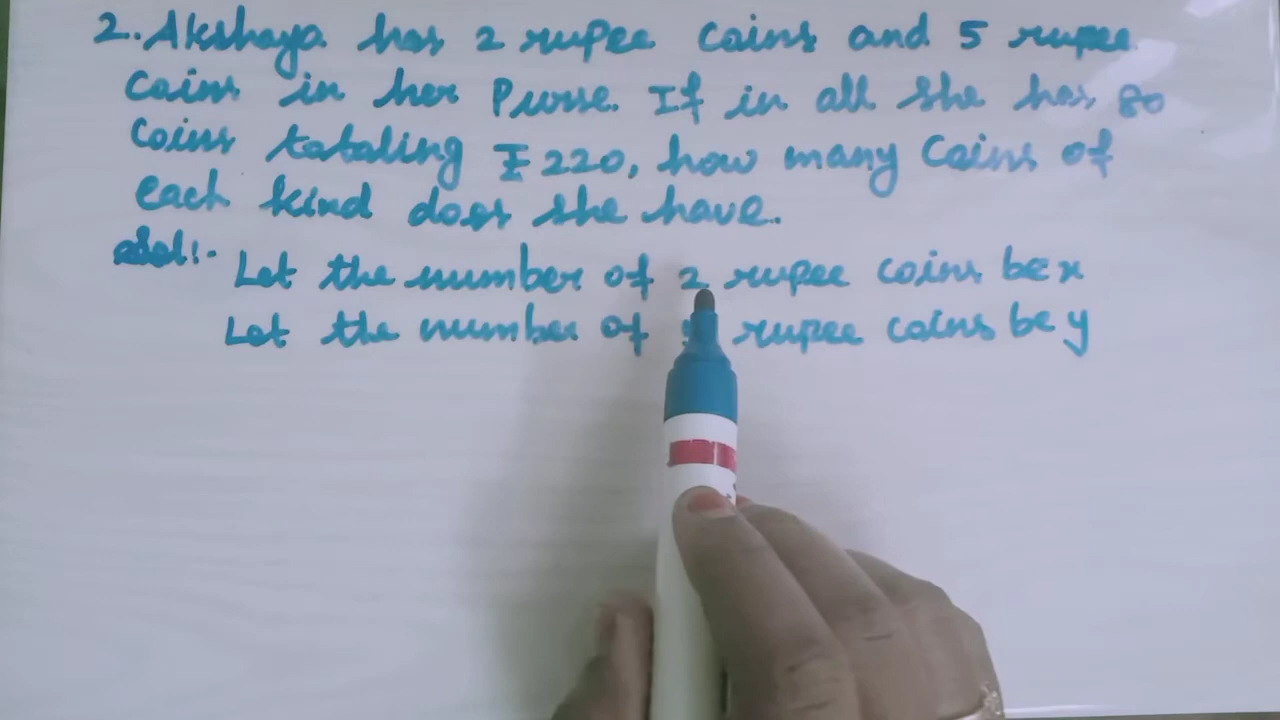 2. Akshaya has 2 rupee coins and 5 rupee
coins in her Purse. If in all she has 80
coins totaling ₹220, how many Coins of
each kind does she have.
Sol:-
Let the number of 2 rupee coins be x
Let the number of rupee coins be y